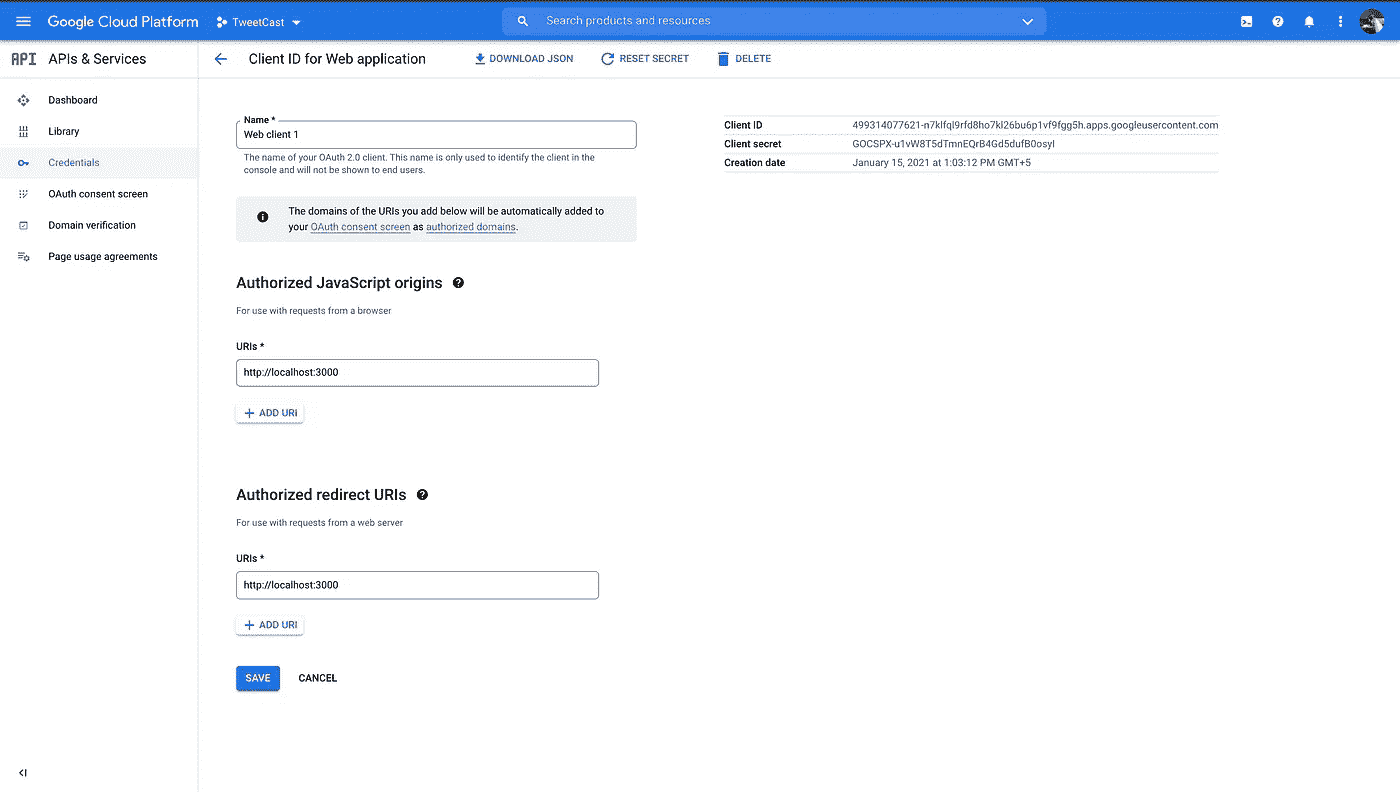 Google Cloud Platform
TweetCast
Search products and resources
API
APIs & Services
Client ID for Web application
DOWNLOAD JSON
RESET SECRET
DELETE
Dashboard
Library
Credentials
OAuth consent screen
Domain verification
Page usage agreements
Name *
Web client 1
The name of your OAuth 2.0 client. This name is only used to identify the client in the
console and will not be shown to end users.
The domains of the URIs you add below will be automatically added to
your OAuth consent screen as authorized domains.
Client ID 499314077621-n7klfql9rfd8ho7kl26bu6p1vf9fgg5h.apps.googleusercontent.com
Client secret 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
Creation date January 15, 2021 at 1:03:12 PM GMT+5
Authorized JavaScript origins
For use with requests from a browser
URIs *
http://localhost:3000
ADD URI
Authorized redirect URIs
For use with requests from a web server
URIs *
http://localhost:3000
ADD URI
SAVE
CANCEL